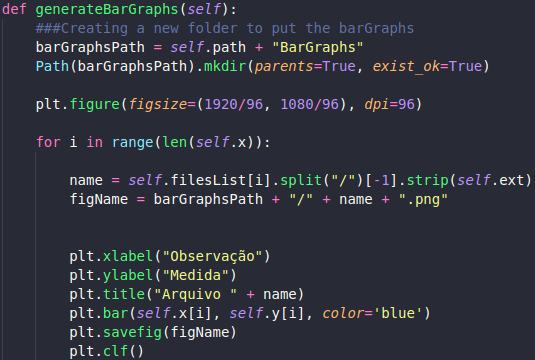 def generateBarGraphs(self):
###Creating a new folder to put the barGraphs
barGraphsPath = self.path + "BarGraphs"
Path(barGraphsPath).mkdir(parents=True, exist_ok=True)
plt.figure(figsize=(1920/96, 1080/96), dpi=96)
for i in range(len(self.x)):
name = self.filesList[i].split("/")[-1].strip(self.ext)
figName = barGraphsPath + "/" + name + ".png"
plt.xlabel("Observação")
plt.ylabel("Medida")
plt.title("Arquivo " + name)
plt.bar(self.x[i], self.y[i], color='blue')
plt.savefig(figName)
plt.clf()